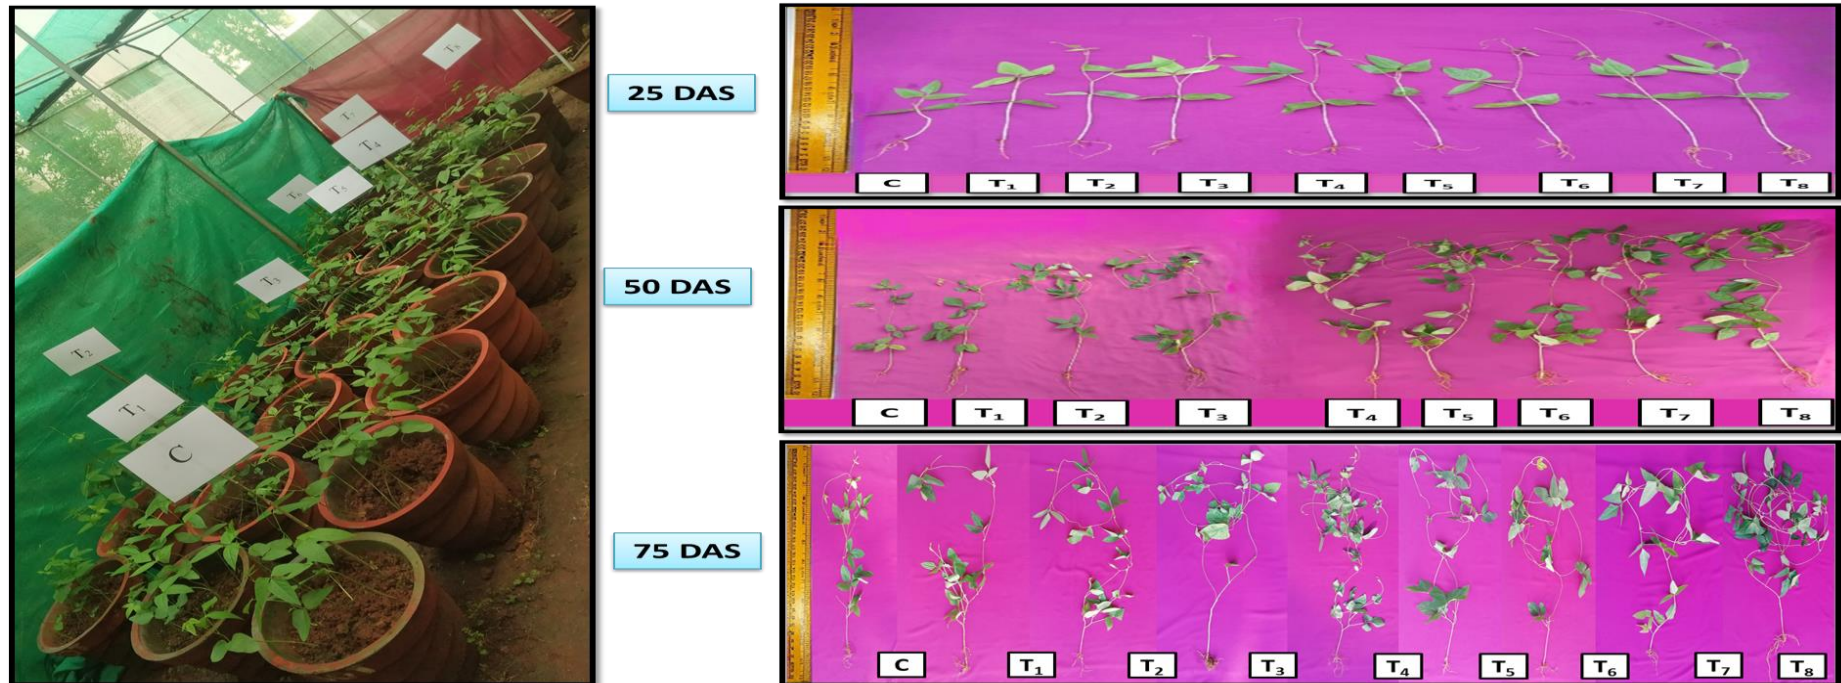 T₈
T₇
T₄
T₆
T₅
T₃
T₂
T₁
C
25 DAS
C T₁ T₂ T₃ T₄ T₅ T₆ T₇ T₈
50 DAS
C T₁ T₂ T₃ T₄ T₅ T₆ T₇ T₈
75 DAS
C T₁ T₂ T₃ T₄ T₅ T₆ T₇ T₈